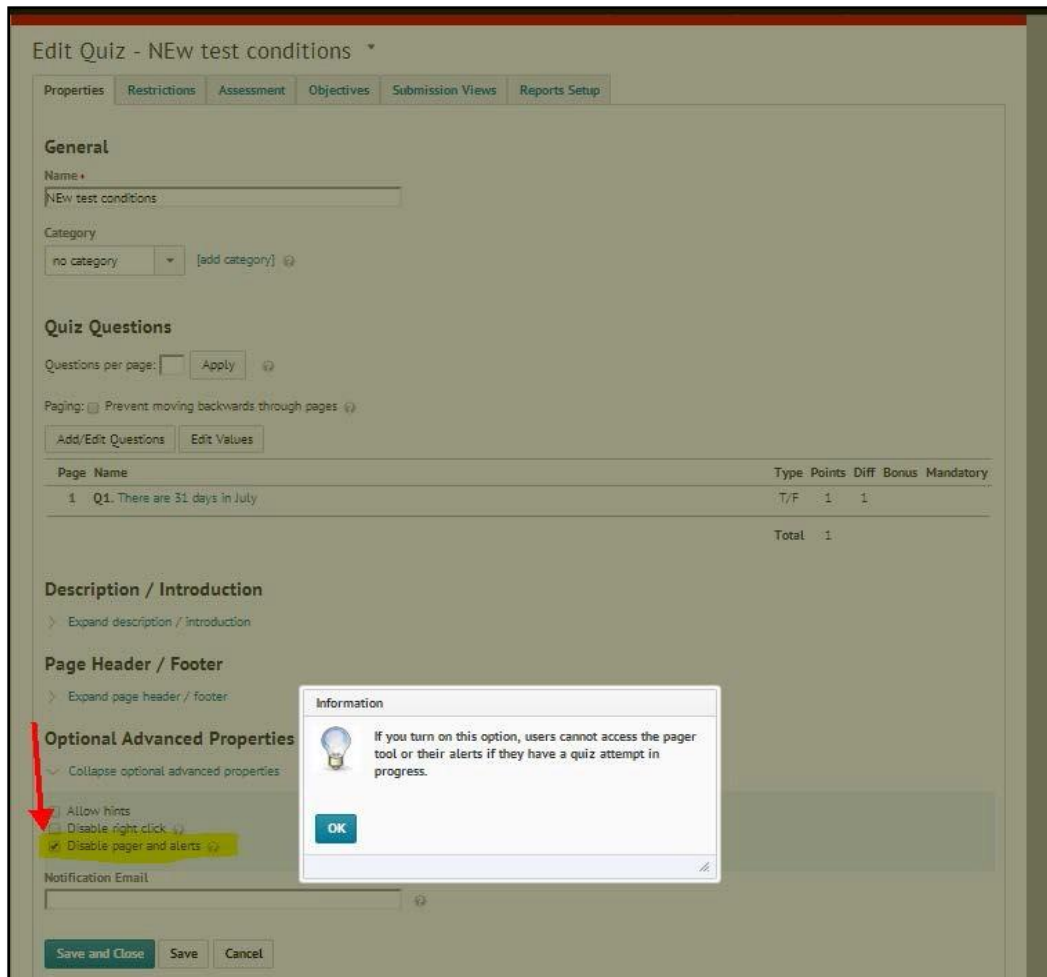 Edit Quiz - NEw test conditions
Properties Restrictions Assessment Objectives Submission Views Reports Setup
General
Name
NEw test conditions
Category
no category [add category]
Quiz Questions
Questions per page: Apply
Paging: Prevent moving backwards through pages
Add/Edit Questions Edit Values
Page Name Type Points Diff Bonus Mandatory
1 Q1. There are 31 days in July T/F 1 1
Total 1
Description / Introduction
Expand description / introduction
Page Header / Footer
Expand page header / footer
Optional Advanced Properties
Collapse optional advanced properties
Allow hints
Disable right click
Disable pager and alerts
Information
If you turn on this option, users cannot access the pager
tool or their alerts if they have a quiz attempt in
progress.
OK
Notification Email
Save and Close Save Cancel